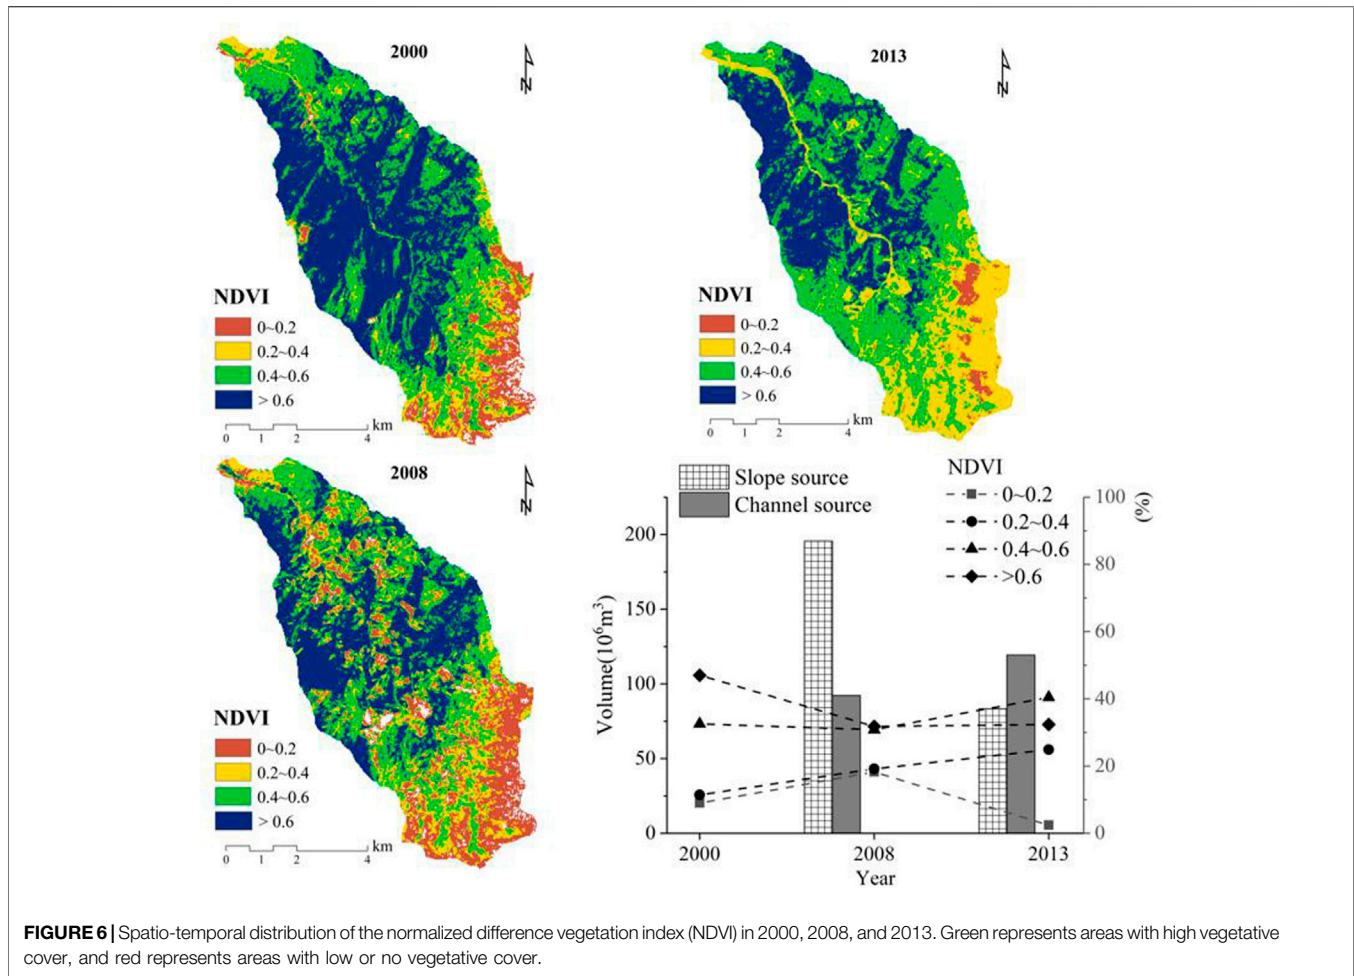 2000
N
NDVI
0~0.2
0.2~0.4
0.4~0.6
> 0.6
0 1 2 4 km
2013
N
NDVI
0~0.2
0.2~0.4
0.4~0.6
> 0.6
0 1 2 4 km
2008
N
NDVI
0~0.2
0.2~0.4
0.4~0.6
> 0.6
0 1 2 4 km
Slope source
Channel source
NDVI
0~0.2
0.2~0.4
0.4~0.6
>0.6
Volume(10⁶m³)
200
150
100
50
0
100
80
60
40
20
0
(%)
2000 2008 2013
Year
FIGURE 6 | Spatio-temporal distribution of the normalized difference vegetation index (NDVI) in 2000, 2008, and 2013. Green represents areas with high vegetative
cover, and red represents areas with low or no vegetative cover.